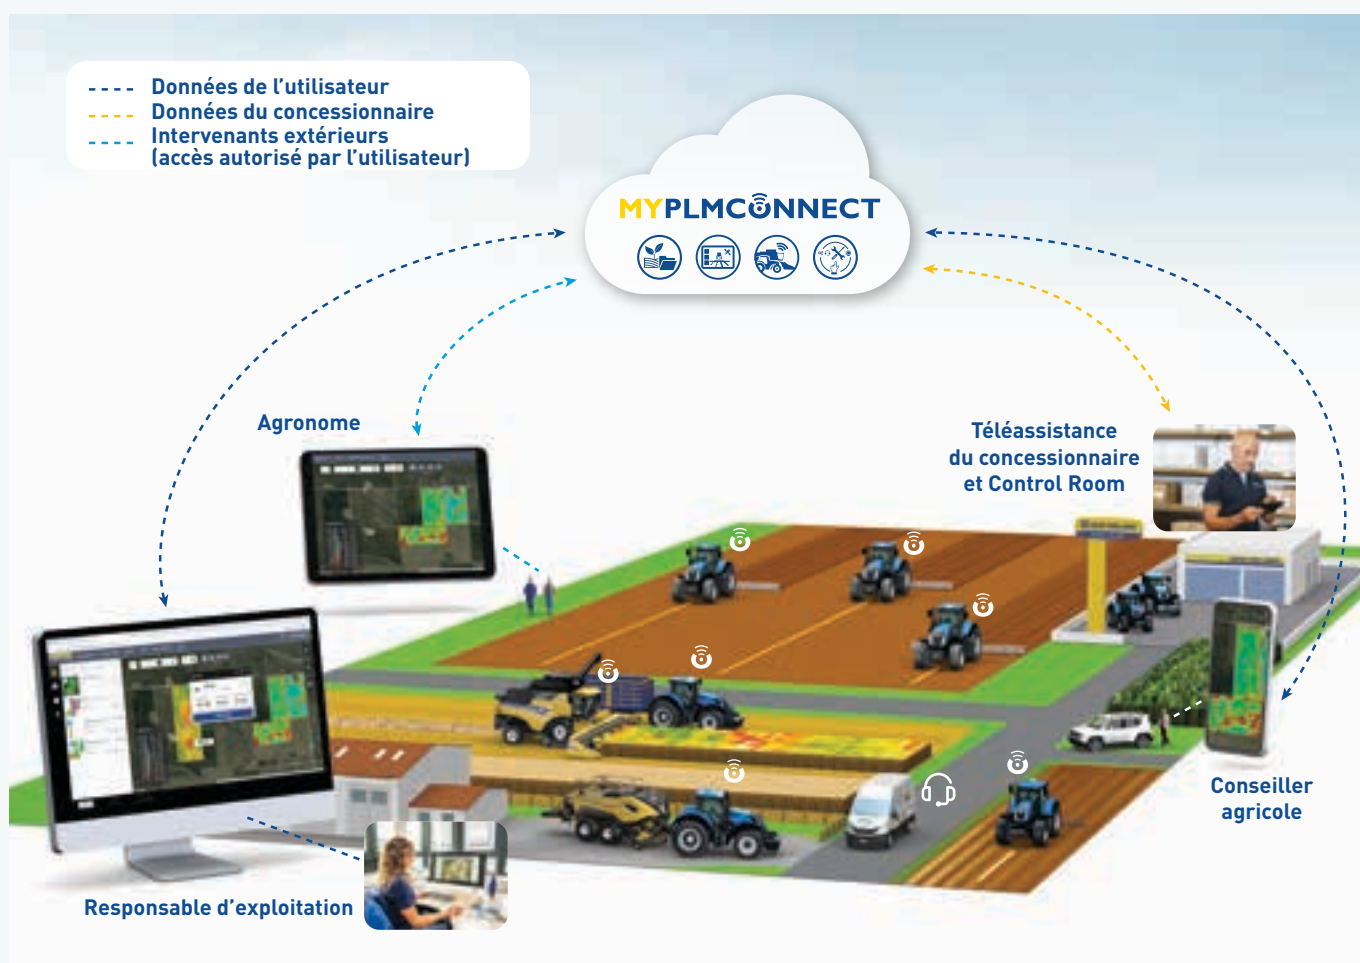 Données de l'utilisateur
Données du concessionnaire
Intervenants extérieurs
(accès autorisé par l'utilisateur)
MYPLMCONNECT
Agronome
Téléassistance
du concessionnaire
et Control Room
Conseiller
agricole
Responsable d'exploitation